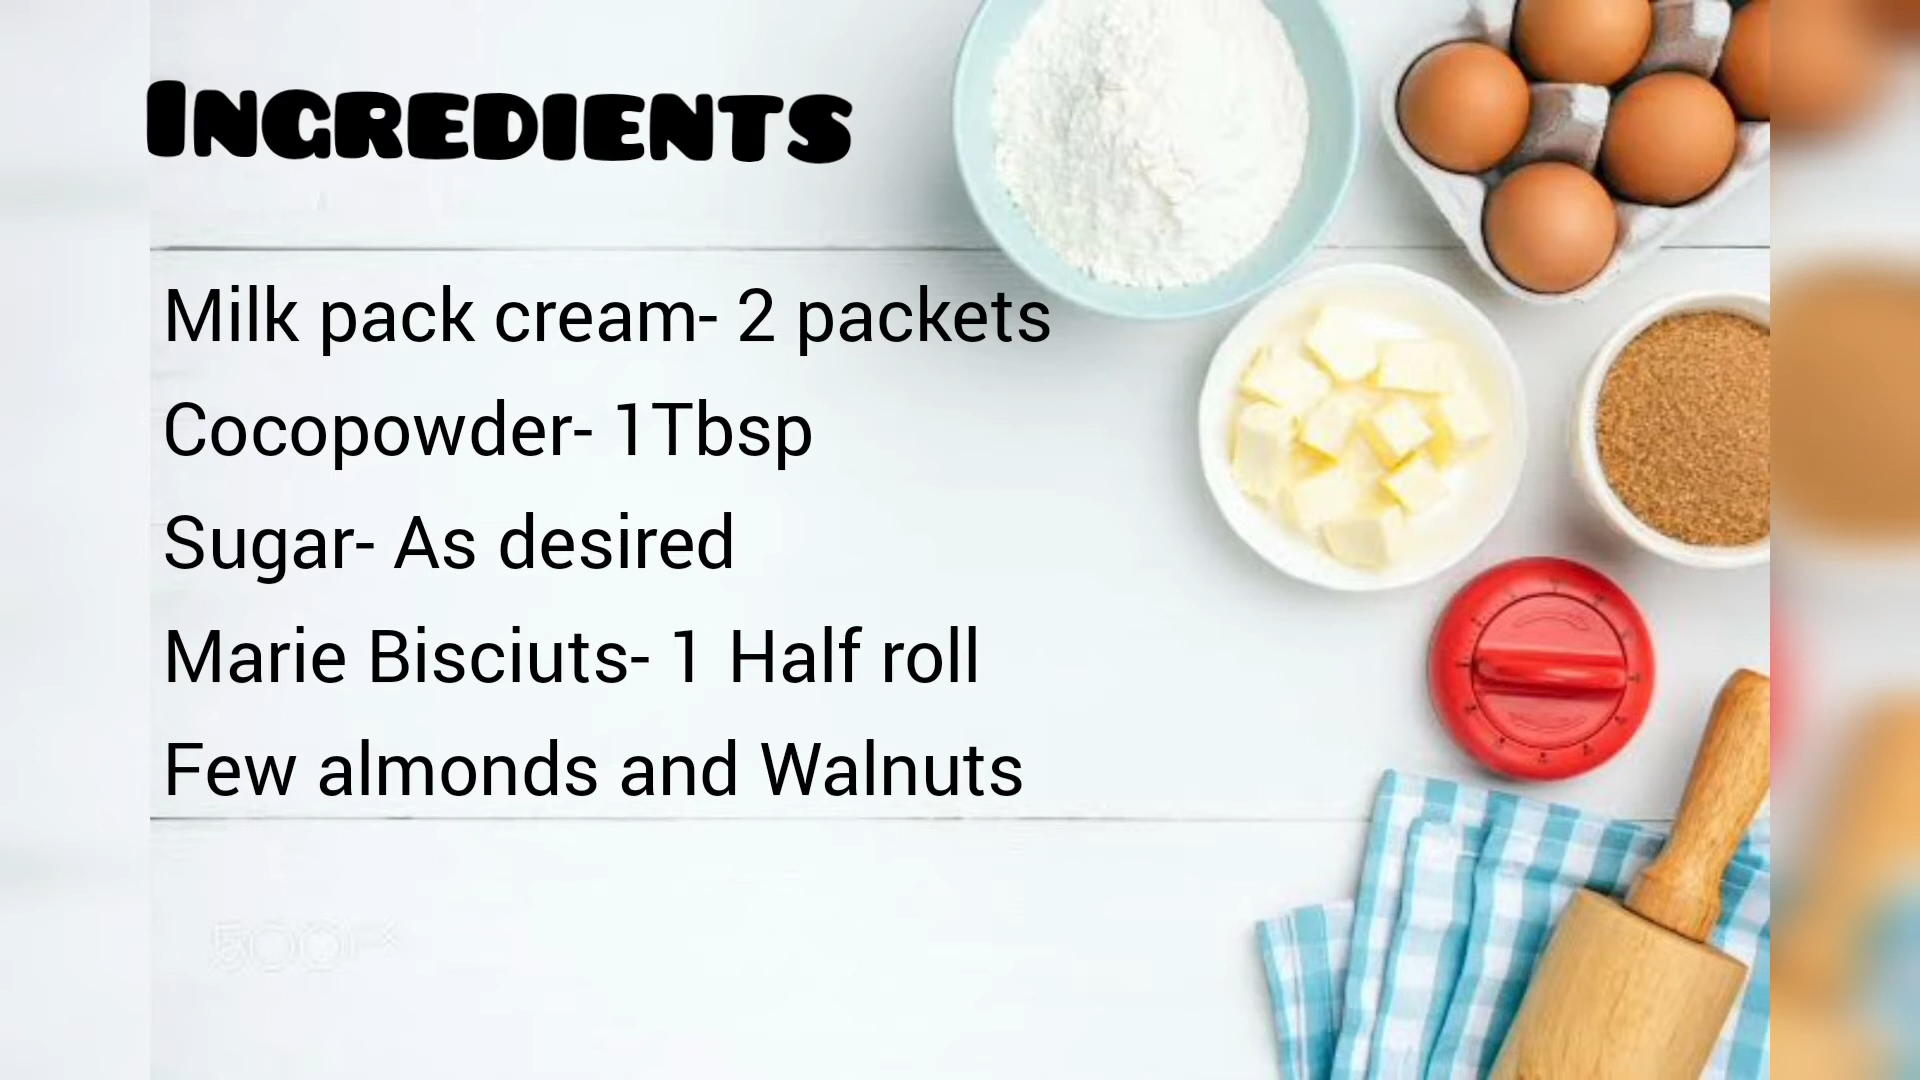 Ingredients
Milk pack cream- 2 packets
Cocopowder- 1Tbsp
Sugar- As desired
Marie Bisciuts- 1 Half roll
Few almonds and Walnuts